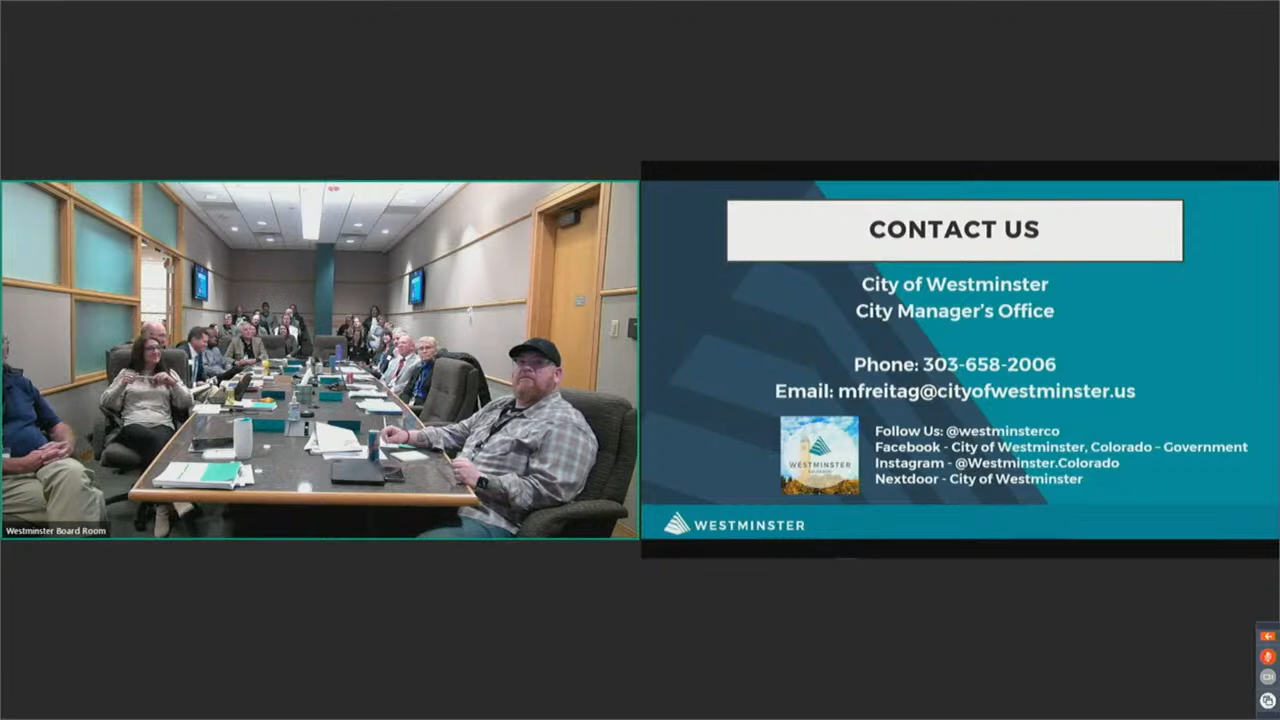 Westminster Board Room
CONTACT US
City of Westminster
City Manager's Office
Phone: 303-658-2006
Email: mfreitag@cityofwestminster.us
WESTMINSTER
Follow Us: @westminsterco
Facebook - City of Westminster, Colorado – Government
Instagram - @Westminster.Colorado
Nextdoor - City of Westminster
WESTMINSTER